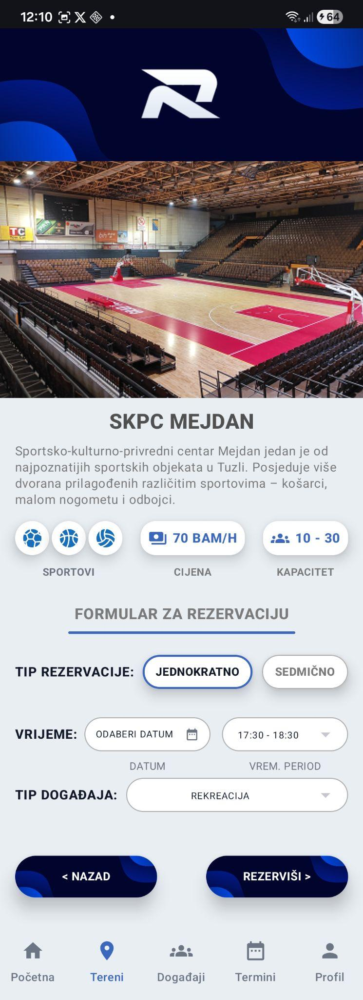 12:10
64
TC
PAN
bh
SKPC MEJDAN
Sportsko-kulturno-privredni centar Mejdan jedan je od
najpoznatijih sportskih objekata u Tuzli. Posjeduje više
dvorana prilagođenih različitim sportovima – košarci,
malom nogometu i odbojci.
70 BAM/H
10 - 30
SPORTOVI
CIJENA
KAPACITET
FORMULAR ZA REZERVACIJU
TIP REZERVACIJE:
JEDNOKRATNO
SEDMIČNO
VRIJEME:
ODABERI DATUM
17:30 - 18:30
DATUM
VREM. PERIOD
TIP DOGAĐAJA:
REKREACIJA
< NAZAD
REZERVIŠI >
Početna
Tereni
Događaji
Termini
Profil